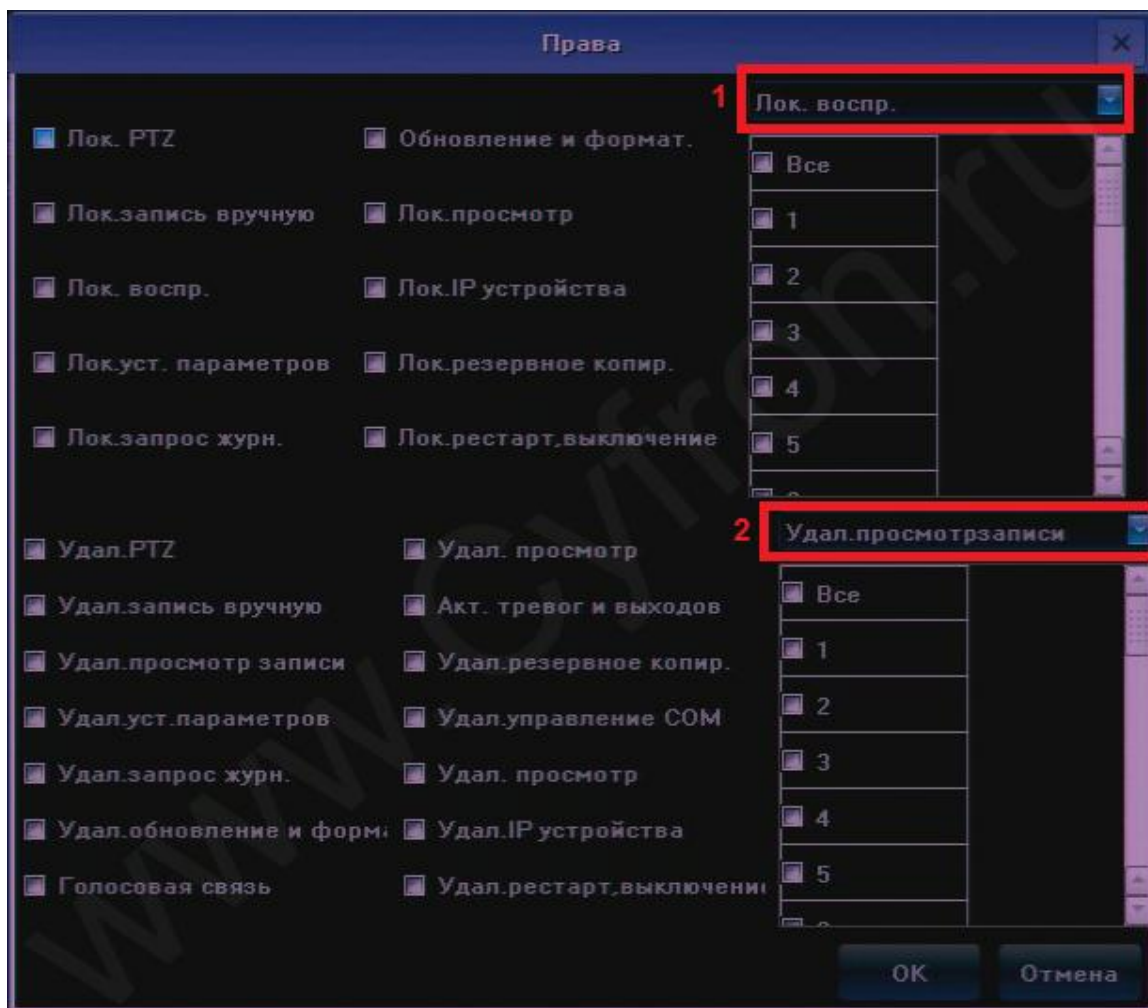 Права
1 Лок. воспр.
Лок. PTZ
Обновление и формат.
Лок.запись вручную
Лок.просмотр
Лок. воспр.
Лок.IP устройства
Лок.уст. параметров
Лок.резервное копир.
Лок.запрос журн.
Лок.рестарт,выключение
Все
1
2
3
4
5
2 Удал.просмотрзаписи
Удал.PTZ
Удал. просмотр
Удал.запись вручную
Акт. тревог и выходов
Удал.просмотр записи
Удал.резервное копир.
Удал.уст.параметров
Удал.управление COM
Удал.запрос журн.
Удал. просмотр
Удал.обновление и форм
Удал.IP устройства
Голосовая связь
Удал.рестарт,выключени
Все
1
2
3
4
5
OK
Отмена
www.Cyfron.ru